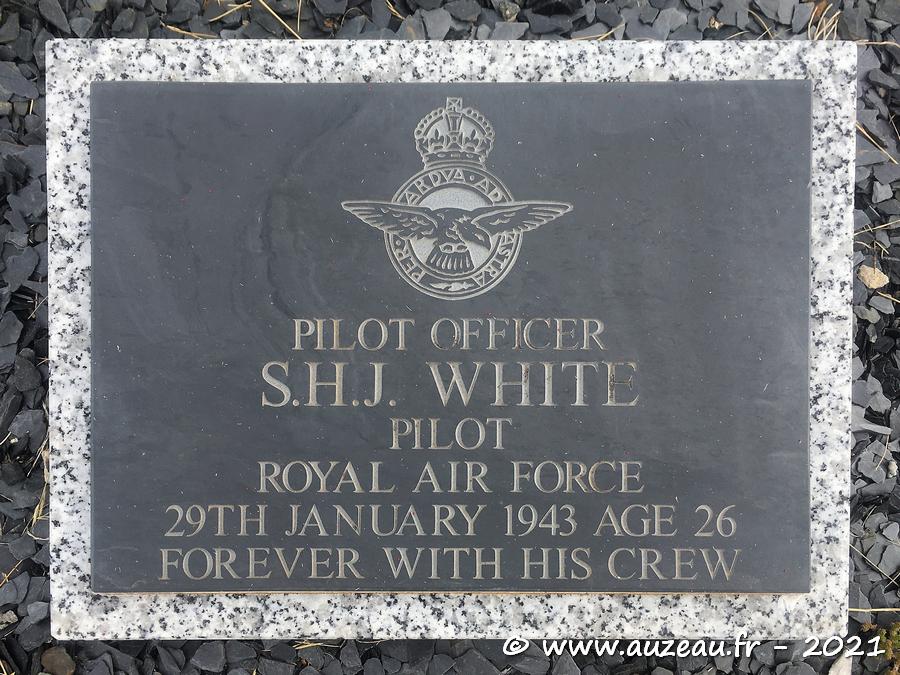 PER · ARDVA · AD · ASTRA
PILOT OFFICER
S.H.J. WHITE
PILOT
ROYAL AIR FORCE
29TH JANUARY 1943 AGE 26
FOREVER WITH HIS CREW
© www.auzeau.fr - 2021